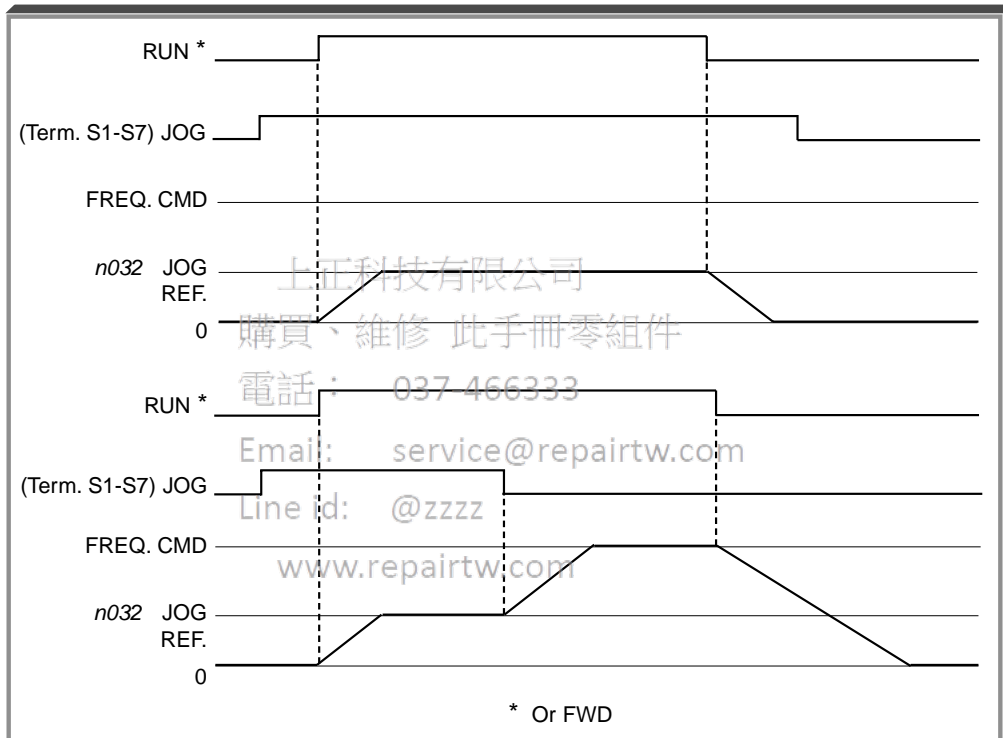 RUN *
(Term. S1-S7) JOG
FREQ. CMD
n032 JOG
REF.
0
上正科技有限公司
購買、維修 此手冊零組件
電話： 037-466333
RUN *
Email: service@repairtw.com
(Term. S1-S7) JOG
Line id: @zzzz
FREQ. CMD
www.repairtw.com
n032 JOG
REF.
0
* Or FWD